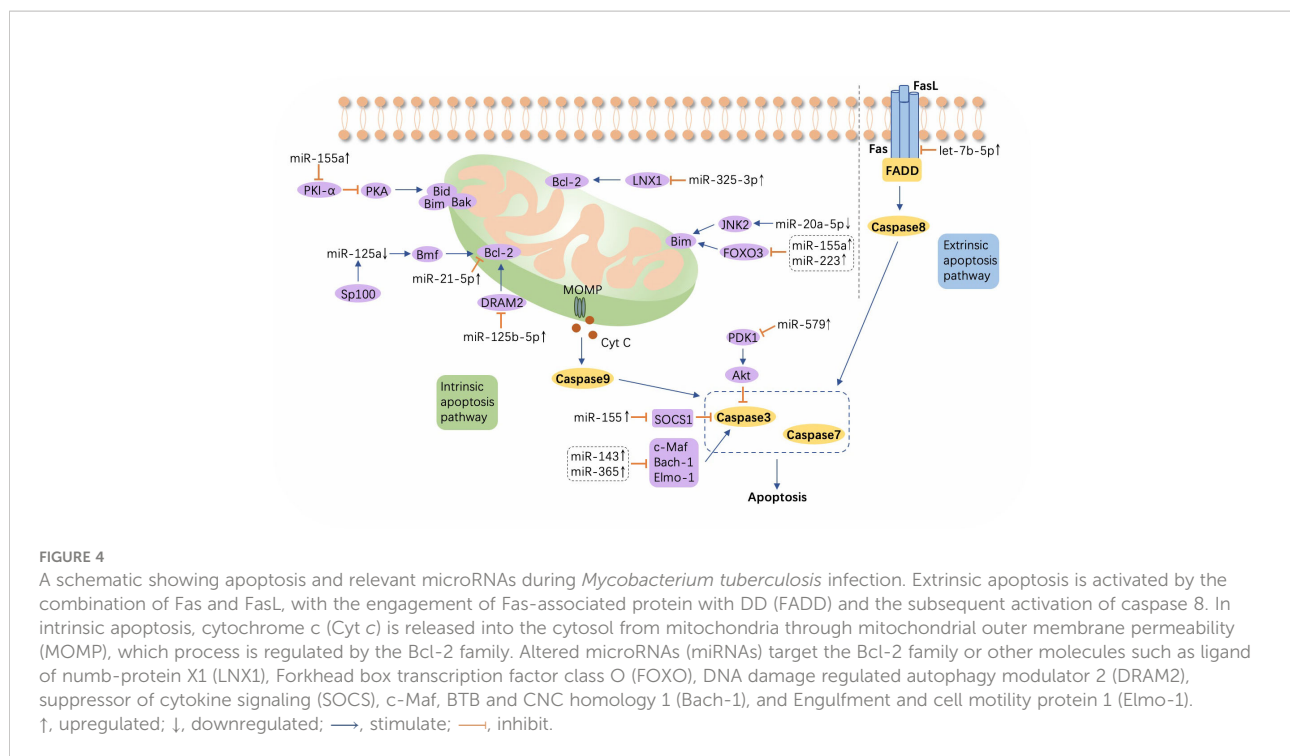 FasL
Fas
let-7b-5p↑
FADD
Caspase8
Extrinsic
apoptosis
pathway
miR-155a↑
PKI-α
PKA
Bid
Bim
Bak
Bcl-2
LNX1
miR-325-3p↑
JNK2
miR-20a-5p↓
Bim
FOXO3
miR-155a↑
miR-223↑
miR-125a↓
Bmf
Bcl-2
miR-21-5p↑
Sp100
DRAM2
miR-125b-5p↑
MOMP
Cyt C
Caspase9
Intrinsic
apoptosis
pathway
miR-579↑
PDK1
Akt
miR-155↑
SOCS1
Caspase3
Caspase7
miR-143↑
miR-365↑
c-Maf
Bach-1
Elmo-1
Apoptosis
FIGURE 4
A schematic showing apoptosis and relevant microRNAs during Mycobacterium tuberculosis infection. Extrinsic apoptosis is activated by the
combination of Fas and FasL, with the engagement of Fas-associated protein with DD (FADD) and the subsequent activation of caspase 8. In
intrinsic apoptosis, cytochrome c (Cyt c) is released into the cytosol from mitochondria through mitochondrial outer membrane permeability
(MOMP), which process is regulated by the Bcl-2 family. Altered microRNAs (miRNAs) target the Bcl-2 family or other molecules such as ligand
of numb-protein X1 (LNX1), Forkhead box transcription factor class O (FOXO), DNA damage regulated autophagy modulator 2 (DRAM2),
suppressor of cytokine signaling (SOCS), c-Maf, BTB and CNC homology 1 (Bach-1), and Engulfment and cell motility protein 1 (Elmo-1).
↑, upregulated; ↓, downregulated; ⟶, stimulate; ⟞, inhibit.